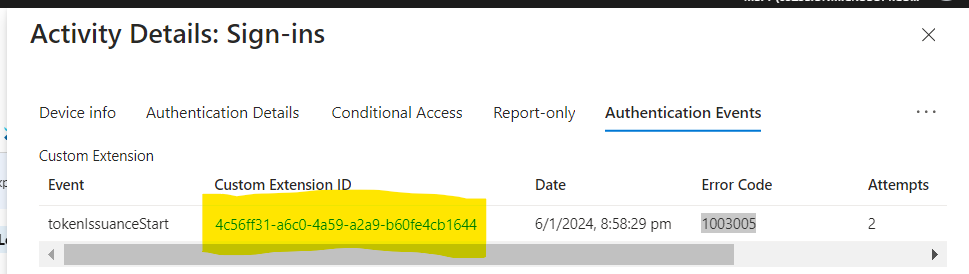 Activity Details: Sign-ins
Device info Authentication Details Conditional Access Report-only Authentication Events ...
Custom Extension
Event Custom Extension ID Date Error Code Attempts
tokenIssuanceStart 4c56ff31-a6c0-4a59-a2a9-b60fe4cb1644 6/1/2024, 8:58:29 pm 1003005 2